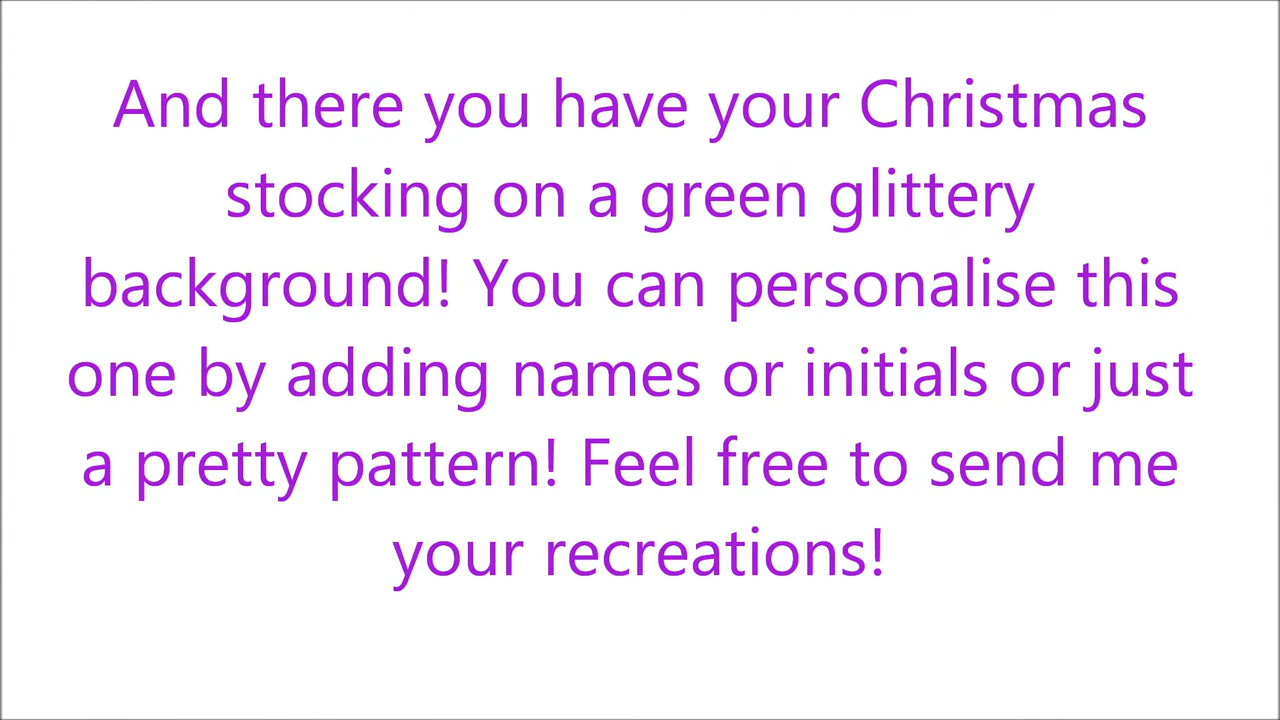 And there you have your Christmas
stocking on a green glittery
background! You can personalise this
one by adding names or initials or just
a pretty pattern! Feel free to send me
your recreations!